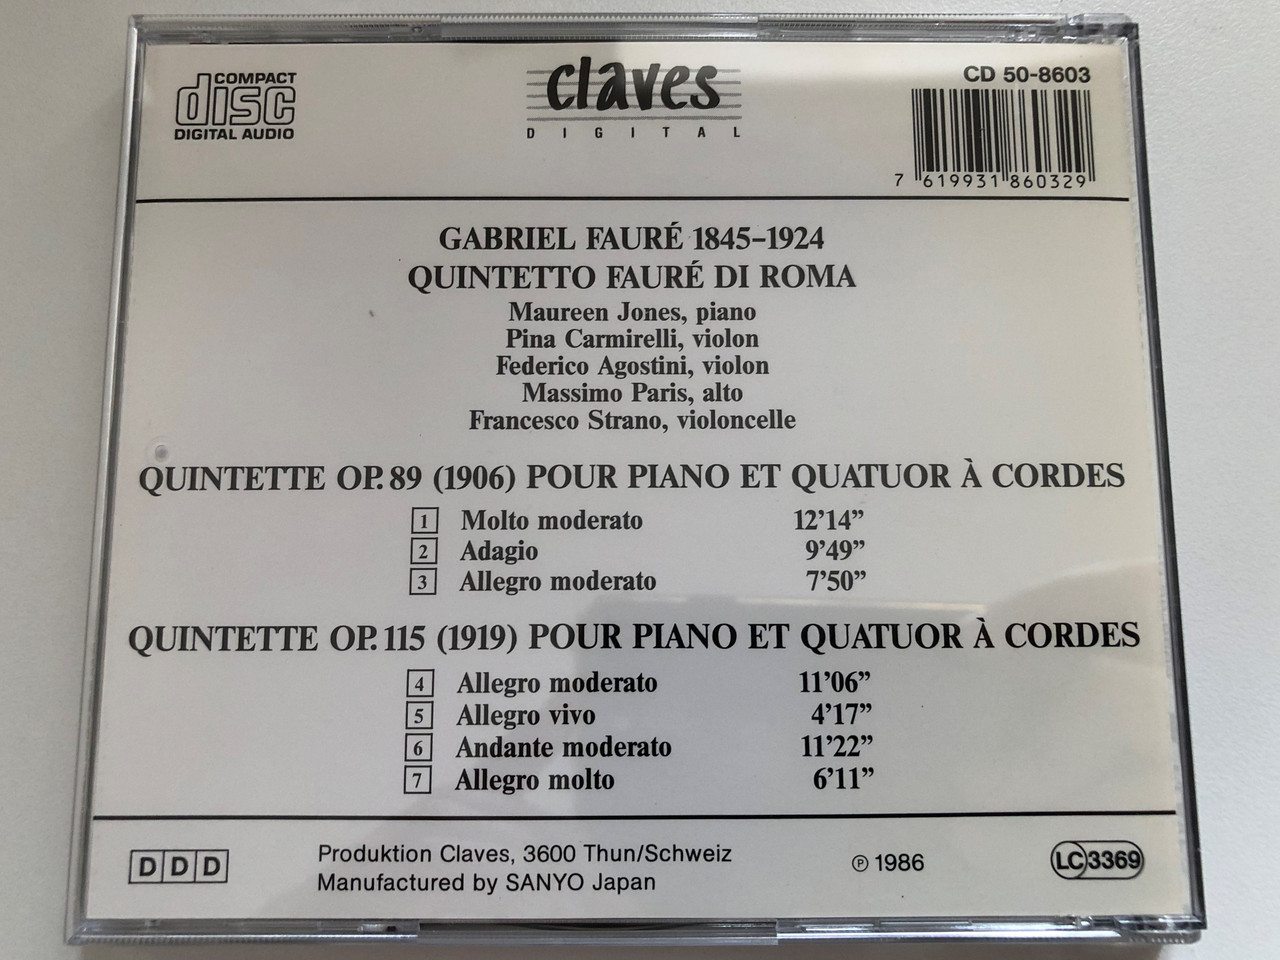 COMPACT
disc
DIGITAL AUDIO
claves
DIGITAL
CD 50-8603
7 619931 860329
GABRIEL FAURÉ 1845–1924
QUINTETTO FAURÉ DI ROMA
Maureen Jones, piano
Pina Carmirelli, violon
Federico Agostini, violon
Massimo Paris, alto
Francesco Strano, violoncelle
QUINTETTE OP. 89 (1906) POUR PIANO ET QUATUOR À CORDES
1 Molto moderato 12’14”
2 Adagio 9’49”
3 Allegro moderato 7’50”
QUINTETTE OP. 115 (1919) POUR PIANO ET QUATUOR À CORDES
4 Allegro moderato 11’06”
5 Allegro vivo 4’17”
6 Andante moderato 11’22”
7 Allegro molto 6’11”
DDD
Produktion Claves, 3600 Thun/Schweiz
Manufactured by SANYO Japan
℗ 1986
LC 3369